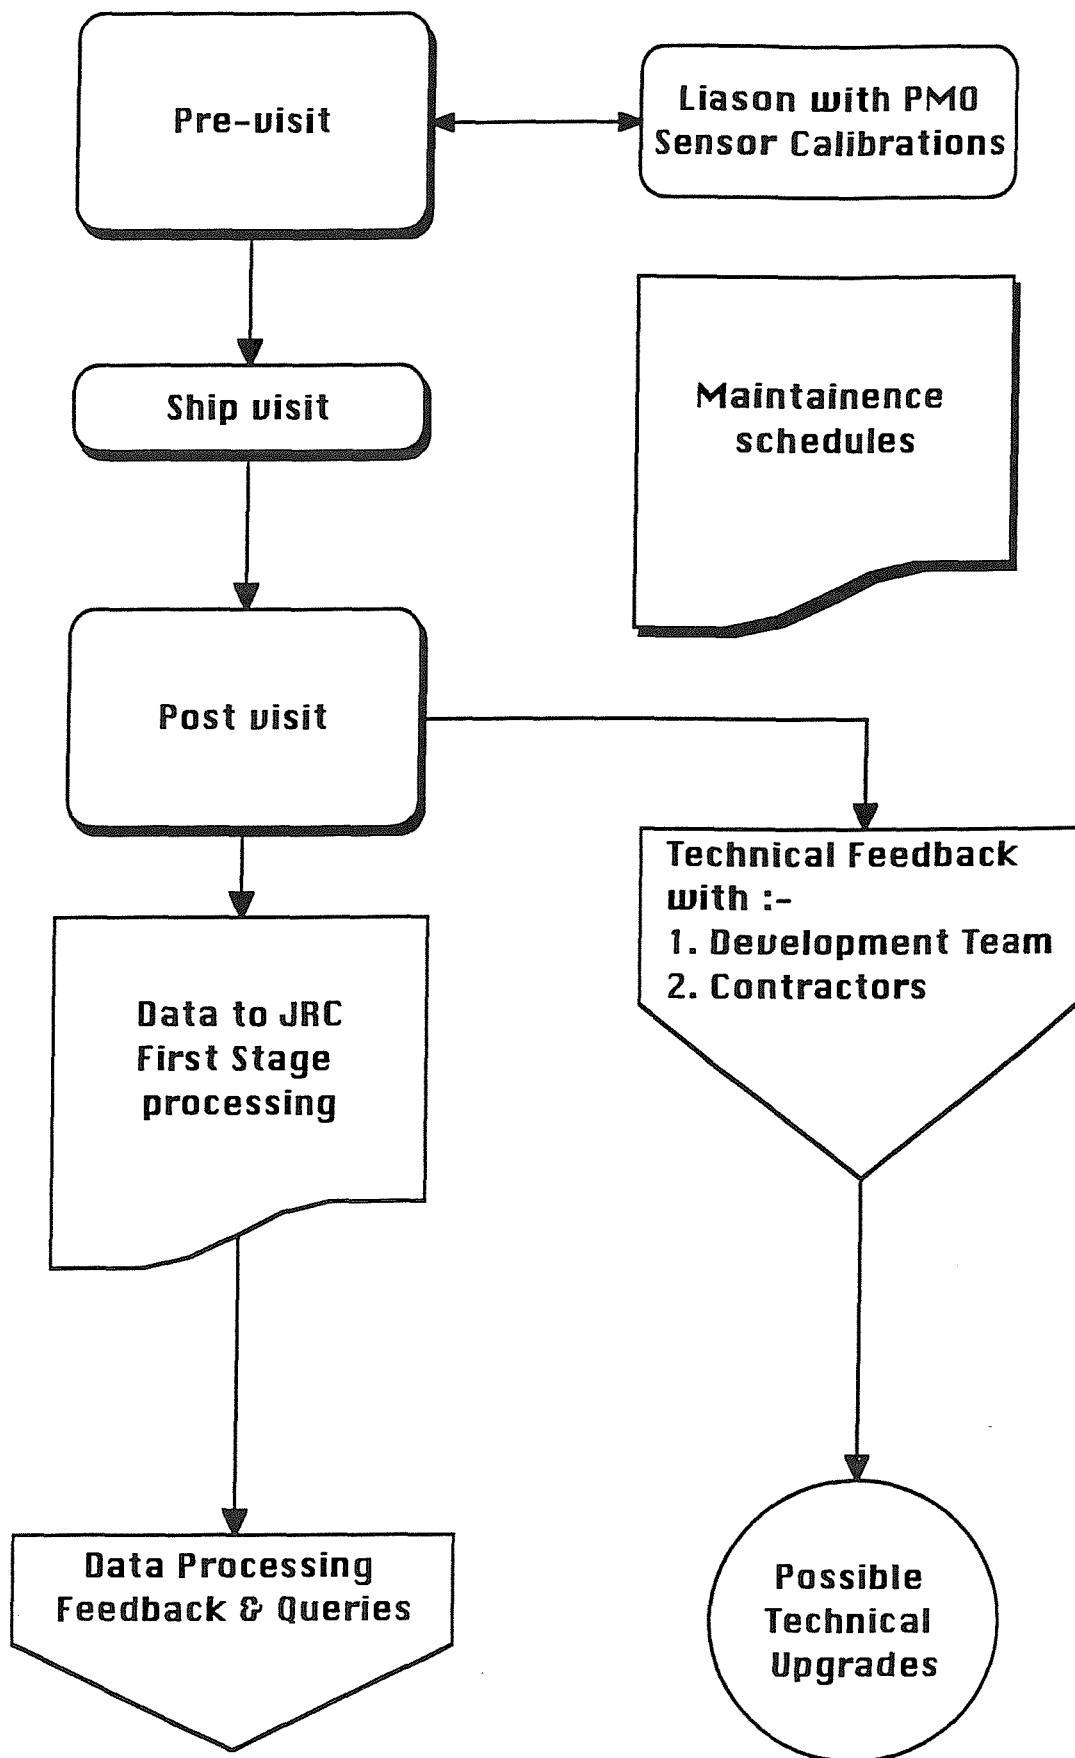 Pre-visit
Liason with PMO
Sensor Calibrations
Ship visit
Maintainence
schedules
Post visit
Technical Feedback
with :-
1. Development Team
2. Contractors
Data to JRC
First Stage
processing
Data Processing
Feedback & Queries
Possible
Technical
Upgrades